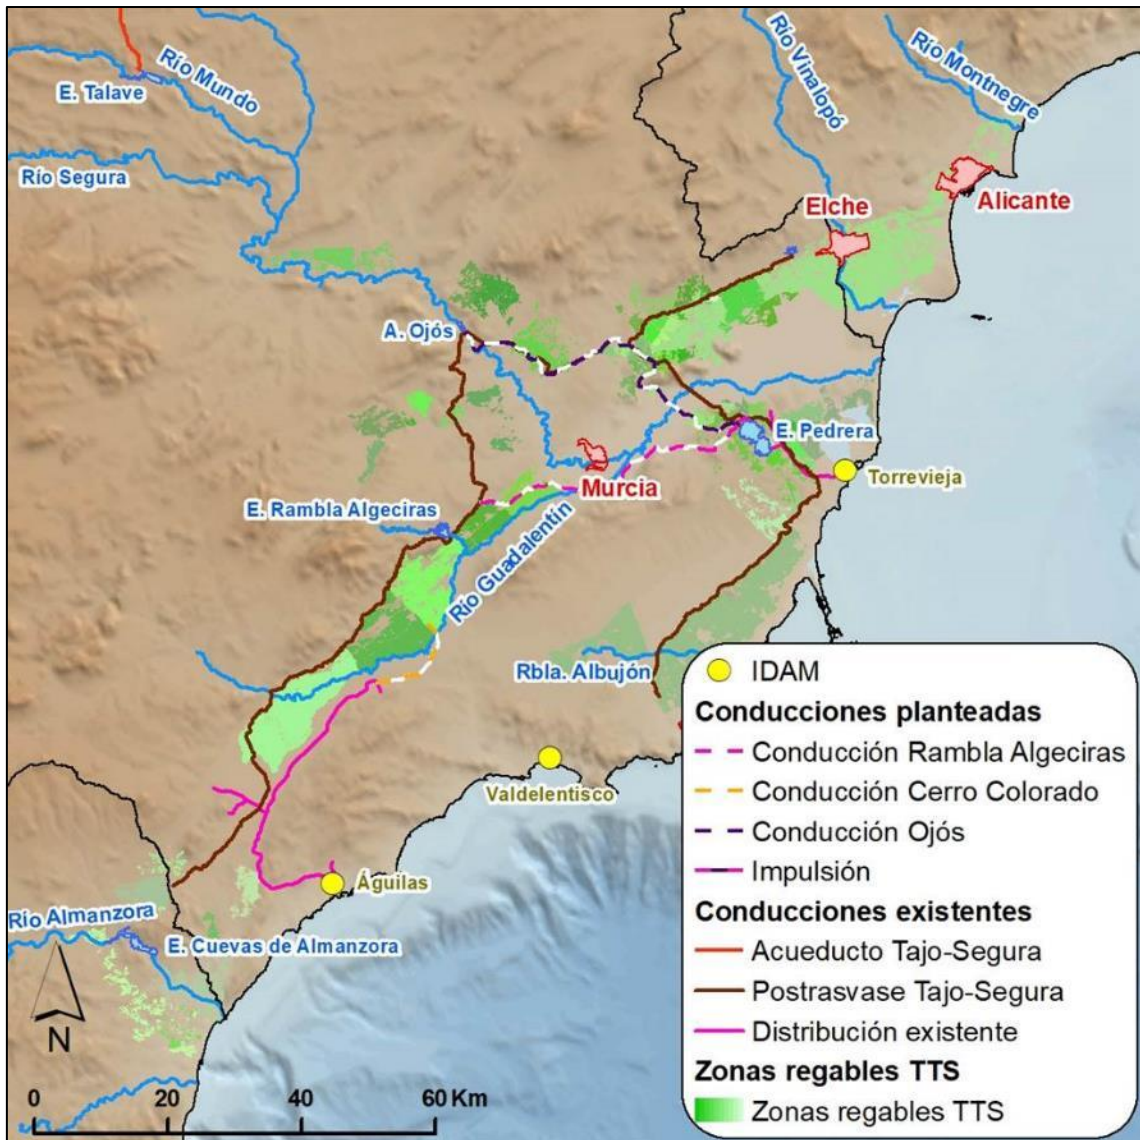 Río Mundo
E. Talave
Río Segura
Río Vinalopó
Río Montnegre
Elche
Alicante
A. Ojós
E. Pedrera
Torrevieja
Murcia
E. Rambla Algeciras
Río Guadalentín
Rbla. Albujón
Valdelentisco
Águilas
Río Almanzora
E. Cuevas de Almanzora
N
0 20 40 60 Km
IDAM
Conducciones planteadas
Conducción Rambla Algeciras
Conducción Cerro Colorado
Conducción Ojós
Impulsión
Conducciones existentes
Acueducto Tajo-Segura
Postrasvase Tajo-Segura
Distribución existente
Zonas regables TTS
Zonas regables TTS